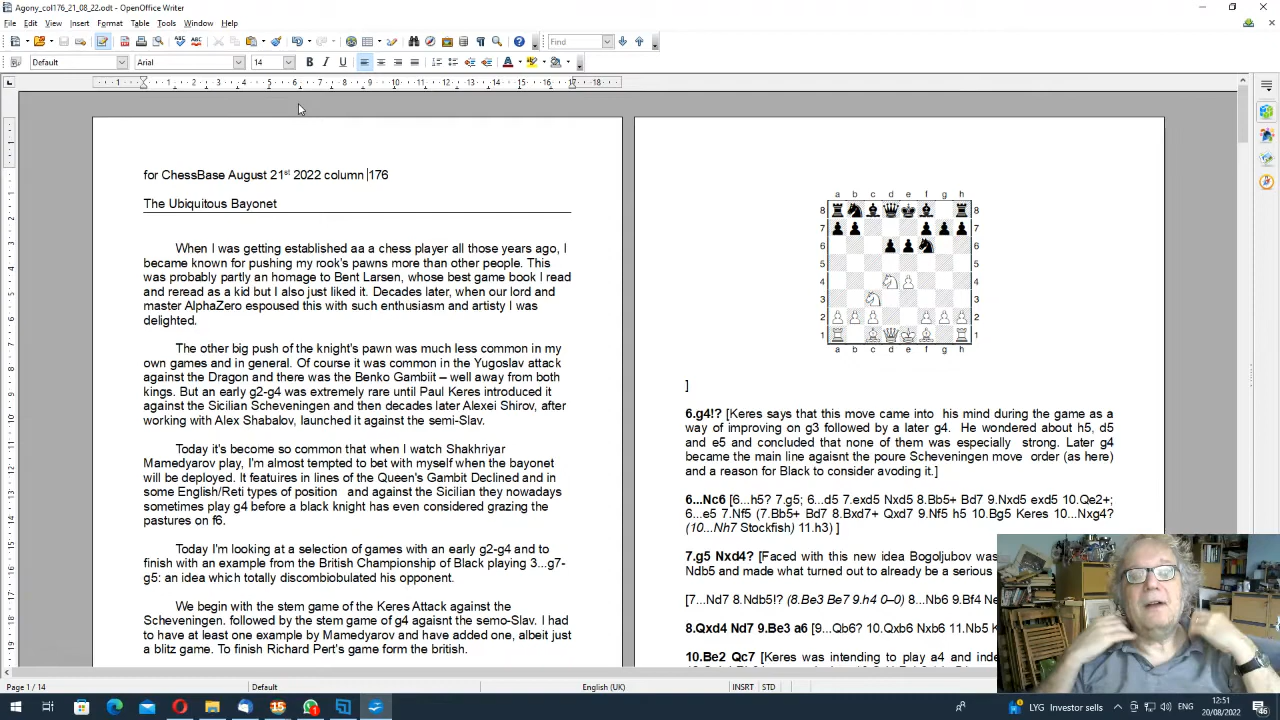 Agony_col176_21_08_22.odt - OpenOffice Writer
File Edit View Insert Format Table Tools Window Help
Find
Default Arial 14 B I U
for ChessBase August 21st 2022 column 176
The Ubiquitous Bayonet
When I was getting established aa a chess player all those years ago, I
became known for pushing my rook's pawns more than other people. This
was probably partly an homage to Bent Larsen, whose best game book I read
and reread as a kid but I also just liked it. Decades later, when our lord and
master AlphaZero espoused this with such enthusiasm and artisty I was
delighted.
The other big push of the knight's pawn was much less common in my
own games and in general. Of course it was common in the Yugoslav attack
against the Dragon and there was the Benko Gambiit – well away from both
kings. But an early g2-g4 was extremely rare until Paul Keres introduced it
against the Sicilian Scheveningen and then decades later Alexei Shirov, after
working with Alex Shabalov, launched it against the semi-Slav.
Today it's become so common that when I watch Shakhriyar
Mamedyarov play, I'm almost tempted to bet with myself when the bayonet
will be deployed. It features in lines of the Queen's Gambit Declined and in
some English/Reti types of position and against the Sicilian they nowadays
sometimes play g4 before a black knight has even considered grazing the
pastures on f6.
Today I'm looking at a selection of games with an early g2-g4 and to
finish with an example from the British Championship of Black playing 3...g7-
g5: an idea which totally discombiobulated his opponent.
We begin with the stem game of the Keres Attack against the
Scheveningen. followed by the stem game of g4 agaisnt the semo-Slav. I had
to have at least one example by Mamedyarov and have added one, albeit just
a blitz game. To finish Richard Pert's game form the british.
a b c d e f g h
8 8
7 7
6 6
5 5
4 4
3 3
2 2
1 1
a b c d e f g h
]
6.g4!? [Keres says that this move came into his mind during the game as a
way of improving on g3 followed by a later g4. He wondered about h5, d5
and e5 and concluded that none of them was especially strong. Later g4
became the main line agaisnt the poure Scheveningen move order (as here)
and a reason for Black to consider avoding it.]
6...Nc6 [6...h5? 7.g5; 6...d5 7.exd5 Nxd5 8.Bb5+ Bd7 9.Nxd5 exd5 10.Qe2+;
6...e5 7.Nf5 (7.Bb5+ Bd7 8.Bxd7+ Qxd7 9.Nf5 h5 10.Bg5 Keres 10...Nxg4?
(10...Nh7 Stockfish) 11.h3) ]
7.g5 Nxd4? [Faced with this new idea Bogoljubov was
Ndb5 and made what turned out to already be a serious
[7...Nd7 8.Ndb5!? (8.Be3 Be7 9.h4 0–0) 8...Nb6 9.Bf4 Ne
8.Qxd4 Nd7 9.Be3 a6 [9...Qb6? 10.Qxb6 Nxb6 11.Nb5 K
10.Be2 Qc7 [Keres was intending to play a4 and inde
Page 1 / 14 Default English (UK) INSRT STD
LYG Investor sells ENG 12:51
20/08/2022